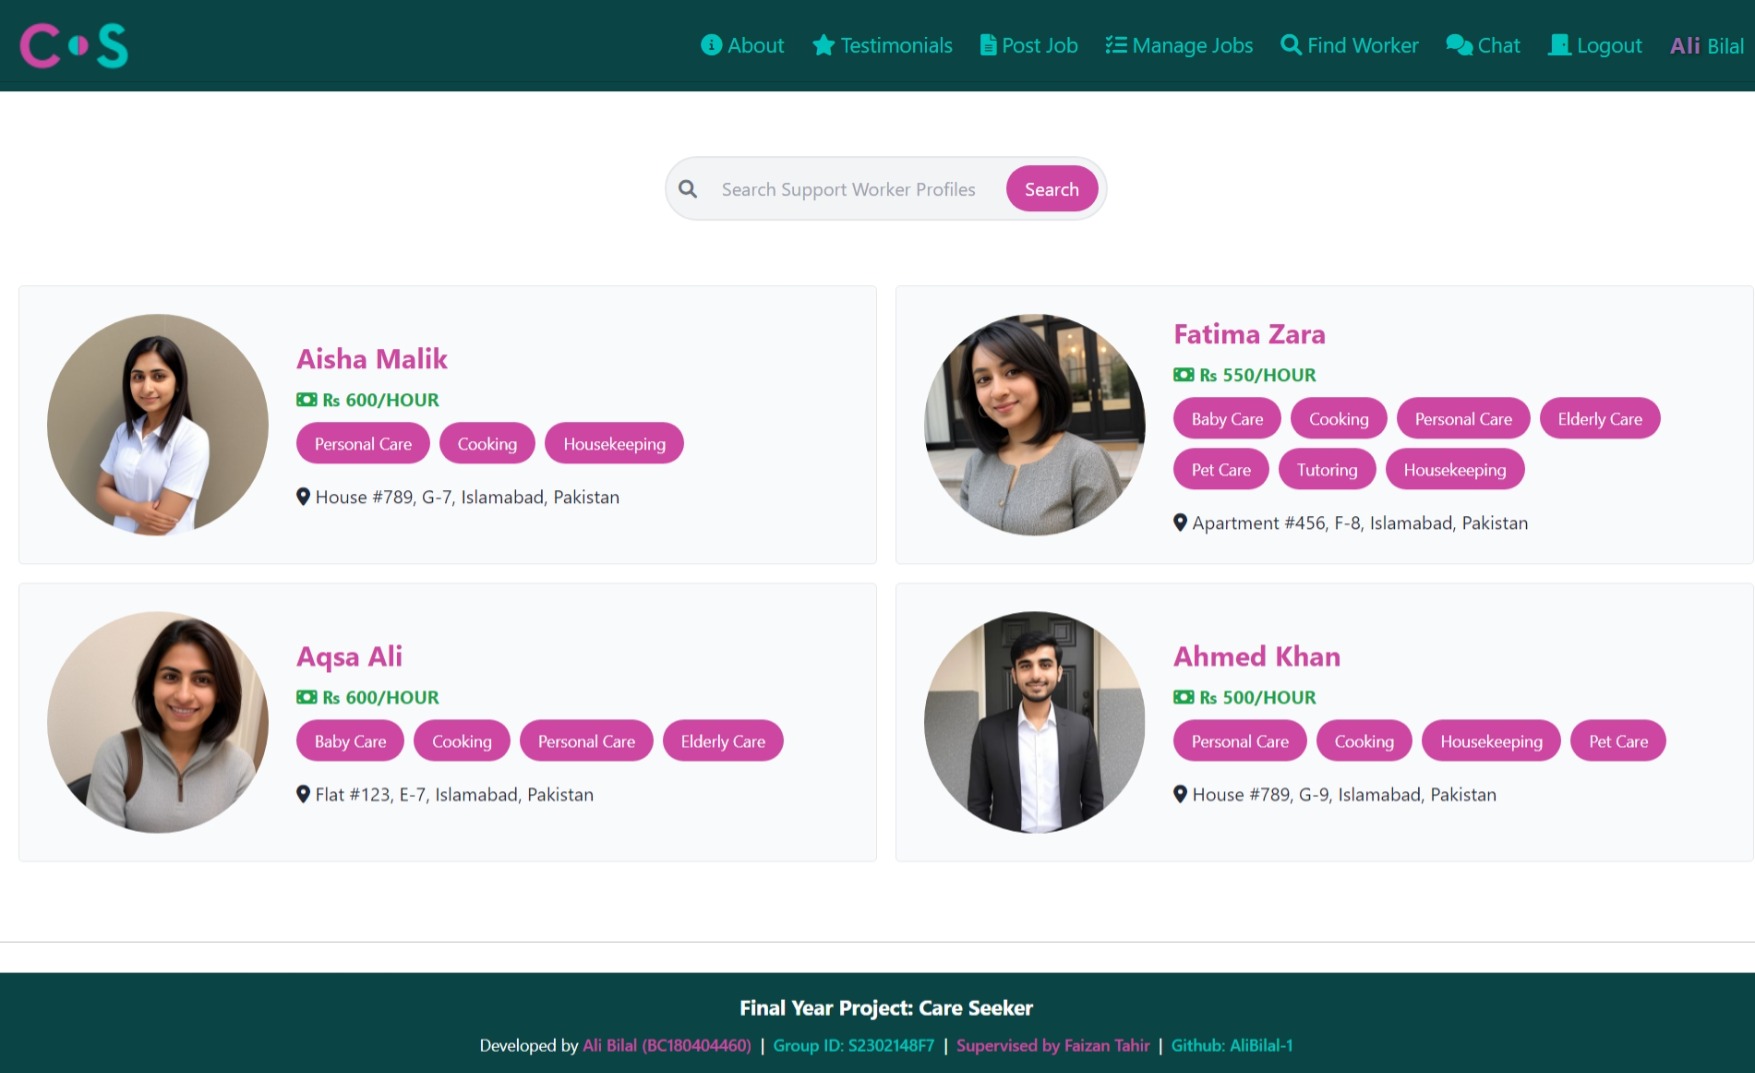 C•S
About Testimonials Post Job Manage Jobs Find Worker Chat Logout Ali Bilal
Search Support Worker Profiles Search
Aisha Malik
Rs 600/HOUR
Personal Care Cooking Housekeeping
House #789, G-7, Islamabad, Pakistan
Fatima Zara
Rs 550/HOUR
Baby Care Cooking Personal Care Elderly Care
Pet Care Tutoring Housekeeping
Apartment #456, F-8, Islamabad, Pakistan
Aqsa Ali
Rs 600/HOUR
Baby Care Cooking Personal Care Elderly Care
Flat #123, E-7, Islamabad, Pakistan
Ahmed Khan
Rs 500/HOUR
Personal Care Cooking Housekeeping Pet Care
House #789, G-9, Islamabad, Pakistan
Final Year Project: Care Seeker
Developed by Ali Bilal (BC180404460) | Group ID: S2302148F7 | Supervised by Faizan Tahir | Github: AliBilal-1